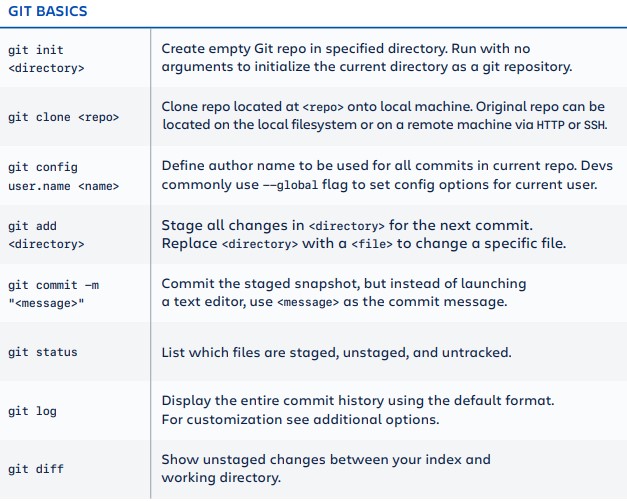 GIT BASICS
git init
<directory>
Create empty Git repo in specified directory. Run with no
arguments to initialize the current directory as a git repository.
git clone <repo>
Clone repo located at <repo> onto local machine. Original repo can be
located on the local filesystem or on a remote machine via HTTP or SSH.
git config
user.name <name>
Define author name to be used for all commits in current repo. Devs
commonly use --global flag to set config options for current user.
git add
<directory>
Stage all changes in <directory> for the next commit.
Replace <directory> with a <file> to change a specific file.
git commit -m
"<message>"
Commit the staged snapshot, but instead of launching
a text editor, use <message> as the commit message.
git status
List which files are staged, unstaged, and untracked.
git log
Display the entire commit history using the default format.
For customization see additional options.
git diff
Show unstaged changes between your index and
working directory.